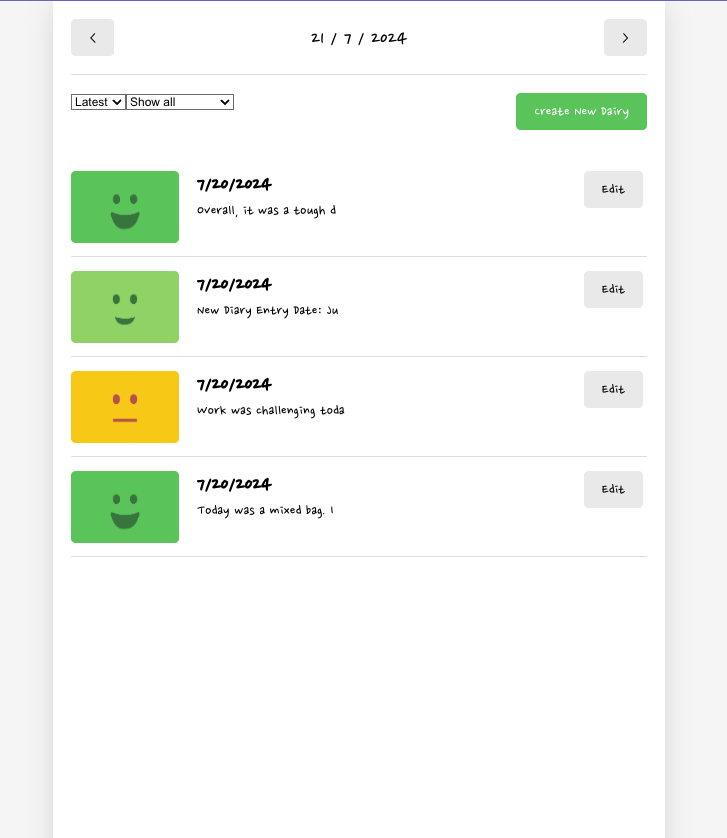 21 / 7 / 2024
Latest Show all
Create New Dairy
7/20/2024
Overall, it was a tough d
Edit
7/20/2024
New Diary Entry Date: Ju
Edit
7/20/2024
Work was challenging toda
Edit
7/20/2024
Today was a mixed bag. I
Edit